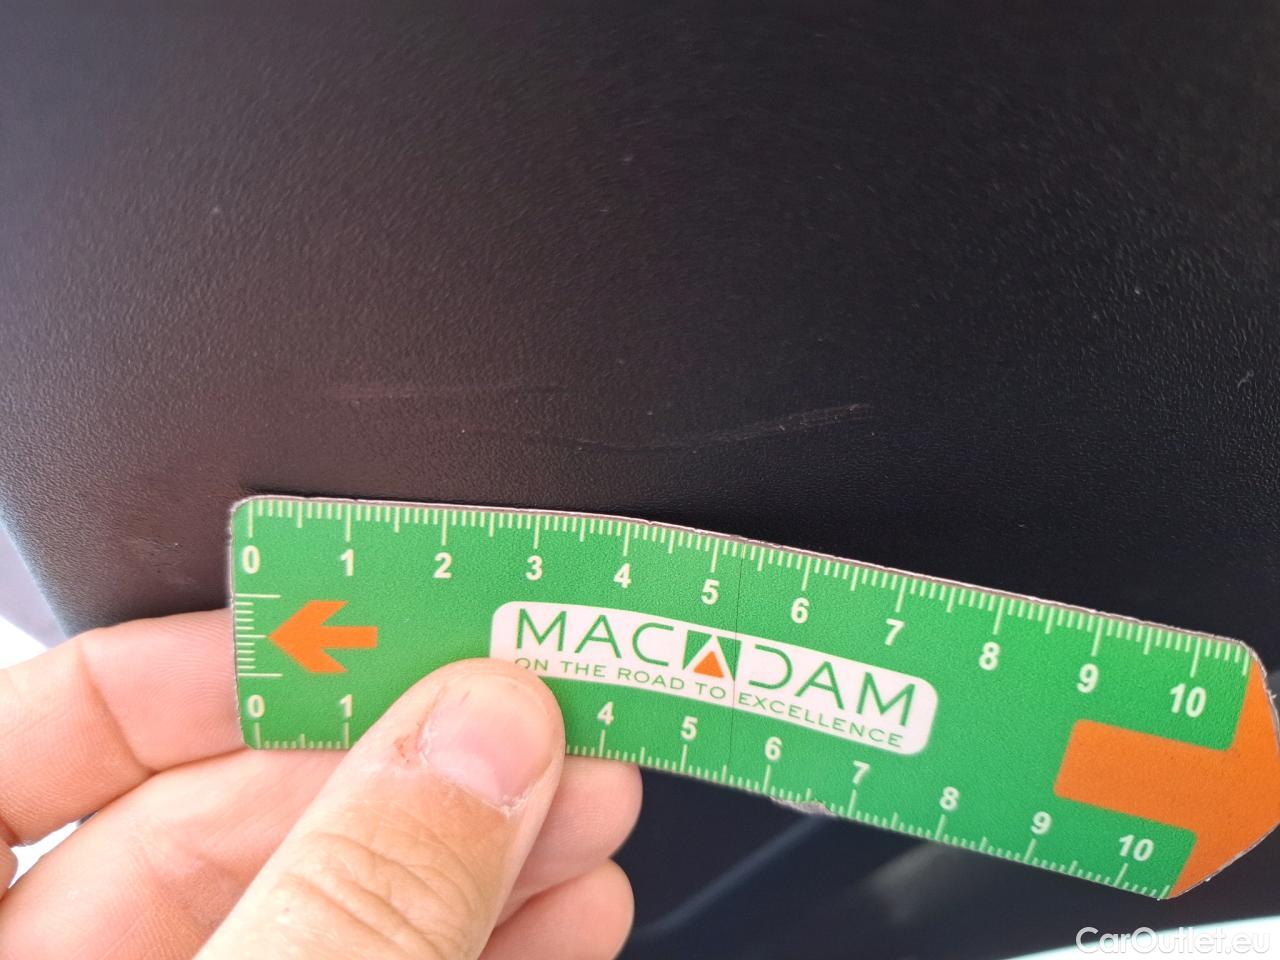 0 1 2 3 4 5 6 7 8 9 10
MACADAM
ON THE ROAD TO EXCELLENCE
0 1 4 5 6 7 8 9 10
CarOutlet.eu